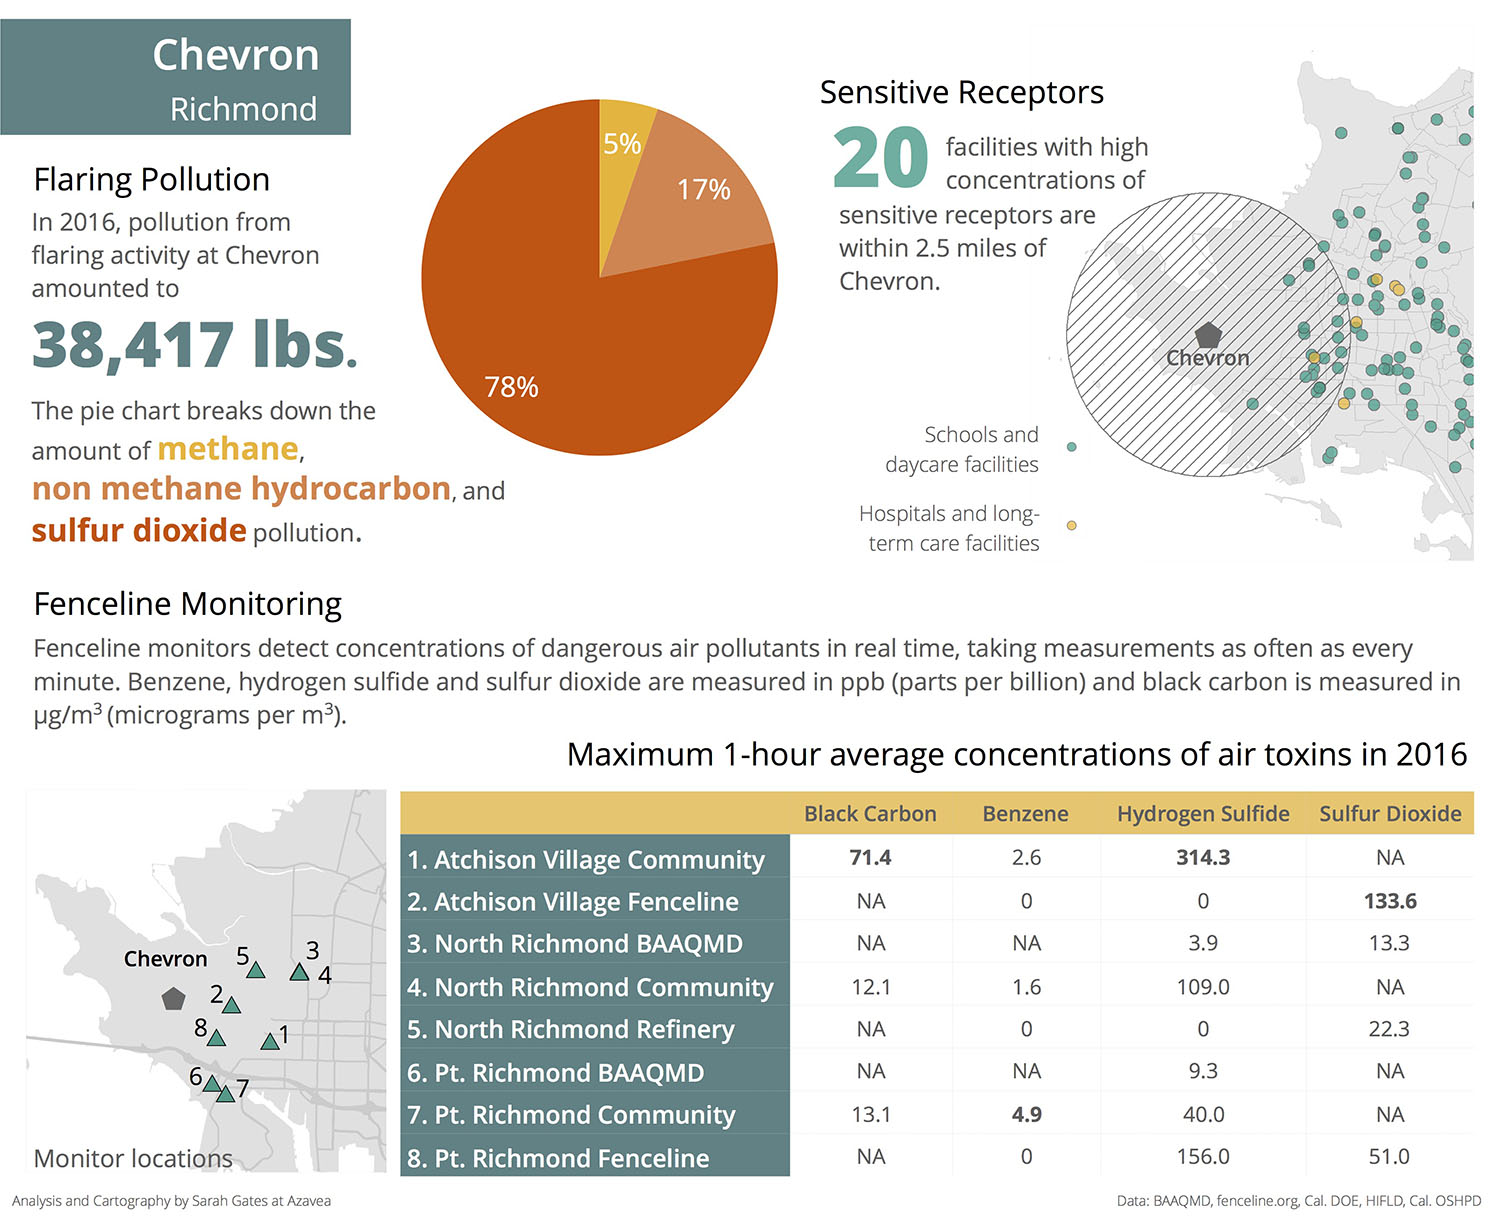 Chevron
Richmond
Flaring Pollution
In 2016, pollution from
flaring activity at Chevron
amounted to
38,417 lbs.
The pie chart breaks down the
amount of methane,
non methane hydrocarbon, and
sulfur dioxide pollution.
5%
17%
78%
Sensitive Receptors
20 facilities with high
concentrations of
sensitive receptors are
within 2.5 miles of
Chevron.
Chevron
Schools and
daycare facilities
Hospitals and long-
term care facilities
Fenceline Monitoring
Fenceline monitors detect concentrations of dangerous air pollutants in real time, taking measurements as often as every
minute. Benzene, hydrogen sulfide and sulfur dioxide are measured in ppb (parts per billion) and black carbon is measured in
µg/m³ (micrograms per m³).
Maximum 1-hour average concentrations of air toxins in 2016
Chevron
5
3
4
2
8
1
6
7
Monitor locations
Black Carbon Benzene Hydrogen Sulfide Sulfur Dioxide
1. Atchison Village Community 71.4 2.6 314.3 NA
2. Atchison Village Fenceline NA 0 0 133.6
3. North Richmond BAAQMD NA NA 3.9 13.3
4. North Richmond Community 12.1 1.6 109.0 NA
5. North Richmond Refinery NA 0 0 22.3
6. Pt. Richmond BAAQMD NA NA 9.3 NA
7. Pt. Richmond Community 13.1 4.9 40.0 NA
8. Pt. Richmond Fenceline NA 0 156.0 51.0
Analysis and Cartography by Sarah Gates at Azavea
Data: BAAQMD, fenceline.org, Cal. DOE, HIFLD, Cal. OSHPD